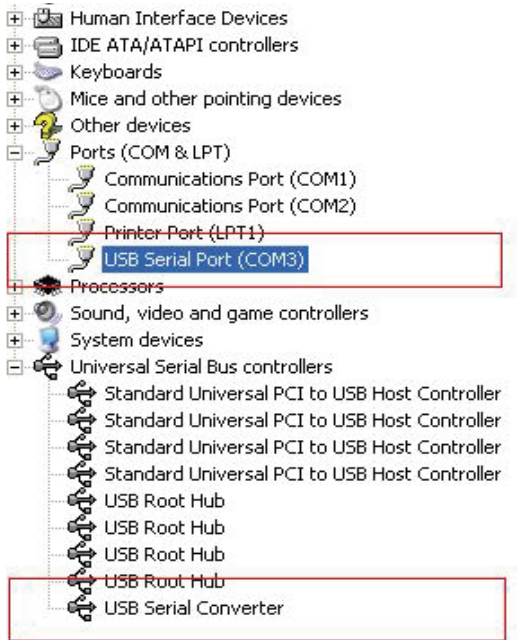 Human Interface Devices
IDE ATA/ATAPI controllers
Keyboards
Mice and other pointing devices
Other devices
Ports (COM & LPT)
Communications Port (COM1)
Communications Port (COM2)
Printer Port (LPT1)
USB Serial Port (COM3)
Processors
Sound, video and game controllers
System devices
Universal Serial Bus controllers
Standard Universal PCI to USB Host Controller
Standard Universal PCI to USB Host Controller
Standard Universal PCI to USB Host Controller
Standard Universal PCI to USB Host Controller
USB Root Hub
USB Root Hub
USB Root Hub
USB Root Hub
USB Serial Converter